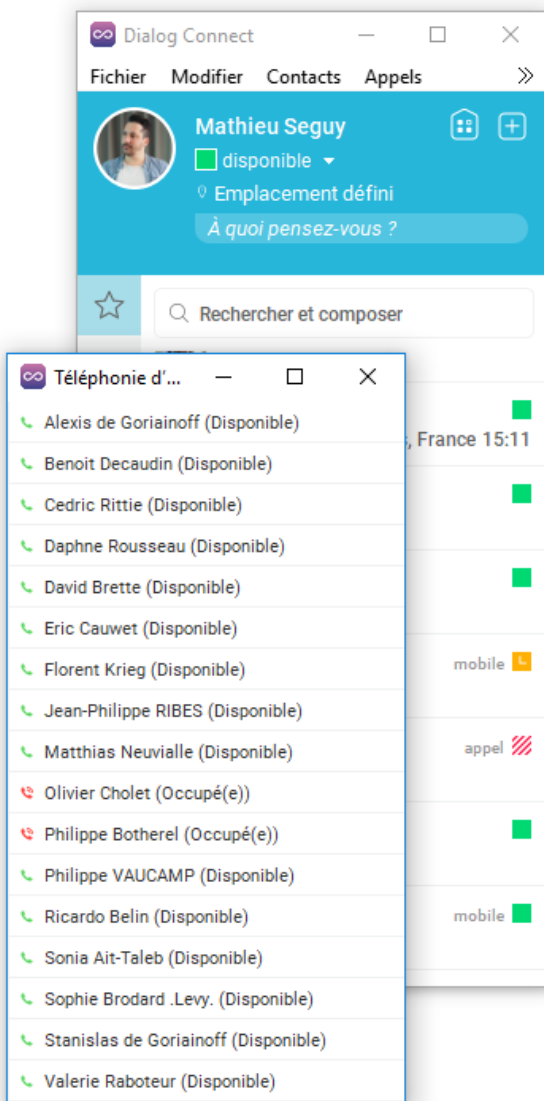 Dialog Connect
Fichier Modifier Contacts Appels
Mathieu Seguy
disponible
Emplacement défini
À quoi pensez-vous ?
Rechercher et composer
Téléphonie d'...
Alexis de Goriainoff (Disponible)
Benoit Decaudin (Disponible)
, France 15:11
Cedric Rittie (Disponible)
Daphne Rousseau (Disponible)
David Brette (Disponible)
Eric Cauwet (Disponible)
Florent Krieg (Disponible)
mobile
Jean-Philippe RIBES (Disponible)
Matthias Neuvialle (Disponible)
appel
Olivier Cholet (Occupé(e))
Philippe Botherel (Occupé(e))
Philippe VAUCAMP (Disponible)
Ricardo Belin (Disponible)
mobile
Sonia Ait-Taleb (Disponible)
Sophie Brodard .Levy. (Disponible)
Stanislas de Goriainoff (Disponible)
Valerie Raboteur (Disponible)